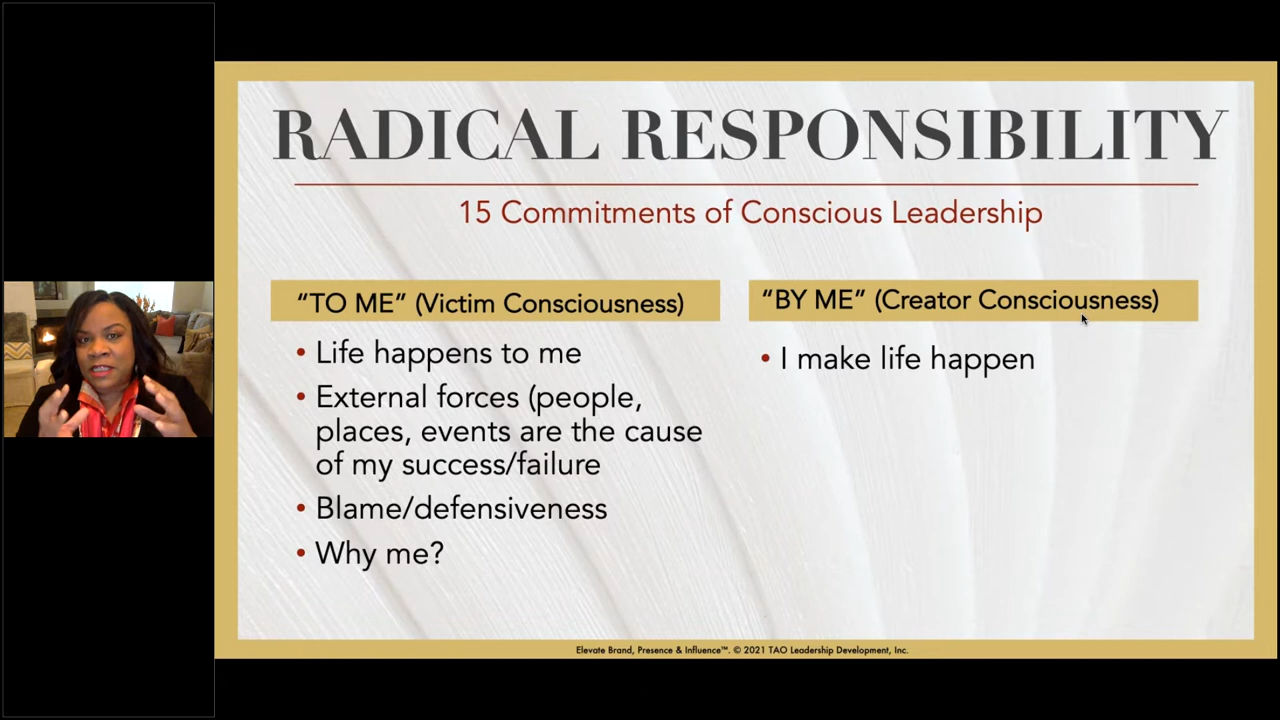 RADICAL RESPONSIBILITY
15 Commitments of Conscious Leadership
“TO ME” (Victim Consciousness)
• Life happens to me
• External forces (people,
places, events are the cause
of my success/failure
• Blame/defensiveness
• Why me?
“BY ME” (Creator Consciousness)
• I make life happen
Elevate Brand, Presence & Influence™. © 2021 TAO Leadership Development, Inc.